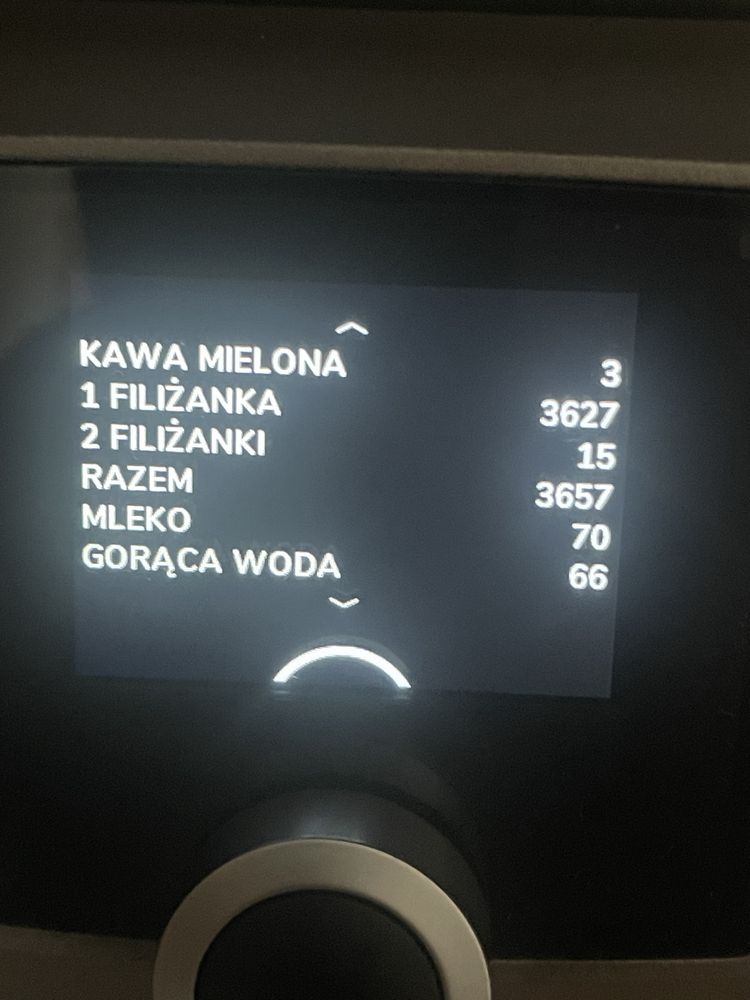 KAWA MIELONA 3
1 FILIŻANKA 3627
2 FILIŻANKI 15
RAZEM 3657
MLEKO 70
GORĄCA WODA 66